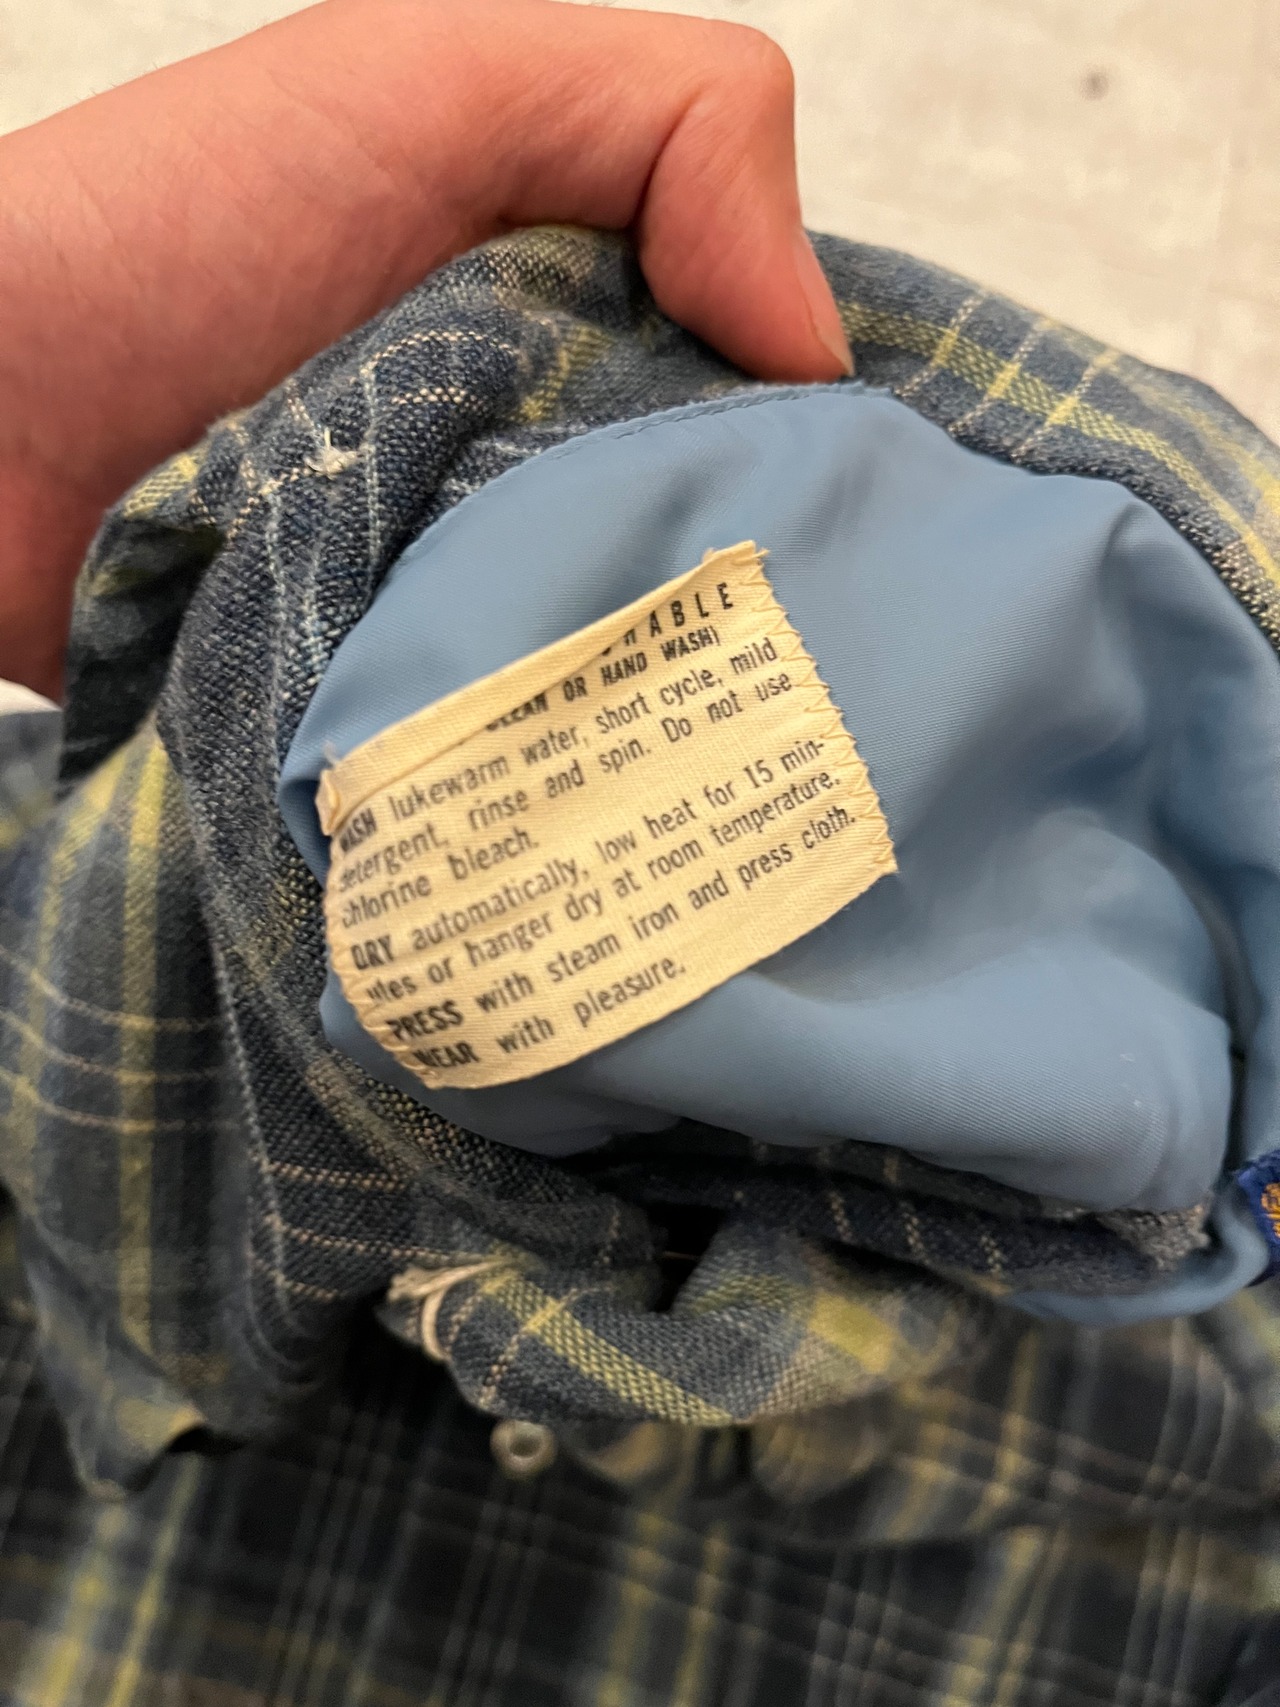 OR HAND WASH)
WASH lukewarm water, short cycle, mild
detergent, rinse and spin. Do not use
chlorine bleach.
DRY automatically, low heat for 15 min-
utes or hanger dry at room temperature.
PRESS with steam iron and press cloth.
WEAR with pleasure.